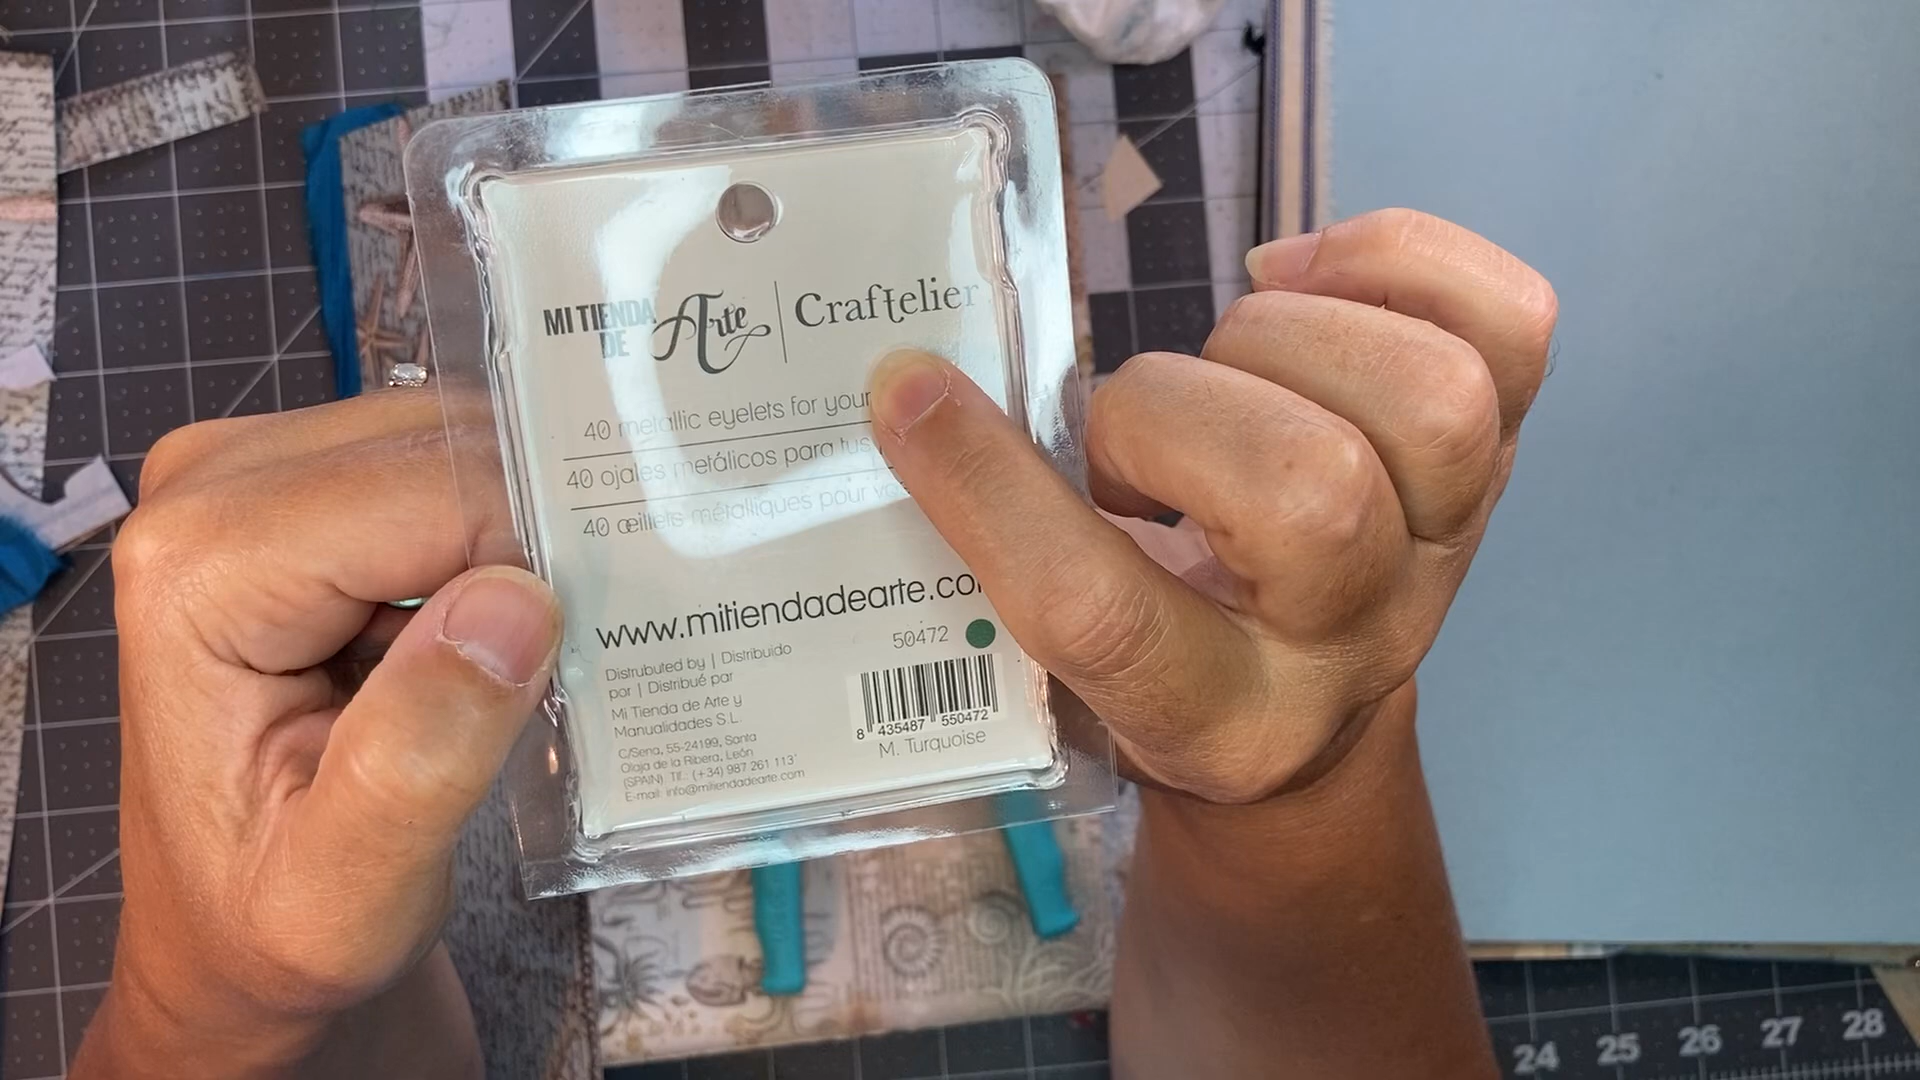 MI TIENDA
DE Arte | Craftelier
40 metallic eyelets for your
40 ojales metálicos para tus
40 œillets métalliques pour
www.mitiendadearte.co
50472
Distrubuted by | Distribuido
por | Distribué par
Mi Tienda de Arte y
Manualidades S.L.
C/Sena, 55-24199, Santa
Olaja de la Ribera, León
(SPAIN). Tlf.: (+34) 987 261 113
E-mail: info@mitiendadearte.com
8 435487 550472
M. Turquoise
24 25 26 27 28